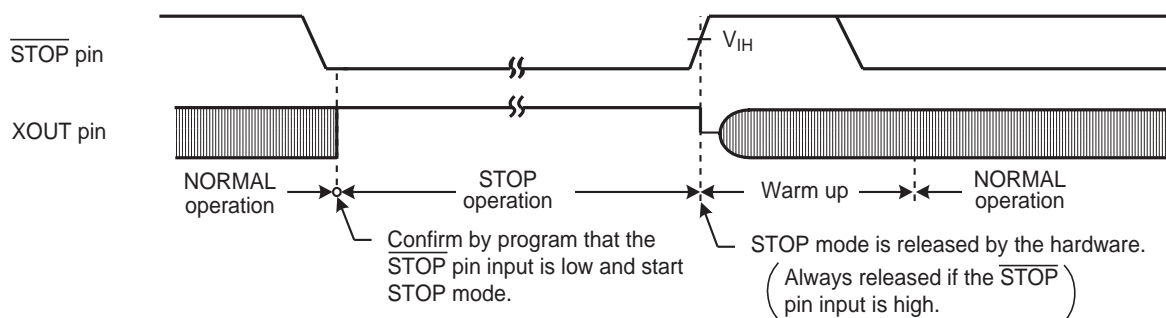 STOP pin
VIH
XOUT pin
NORMAL
operation
STOP
operation
Warm up
NORMAL
operation
Confirm by program that the
STOP pin input is low and start
STOP mode.
STOP mode is released by the hardware.
( Always released if the STOP
pin input is high. )